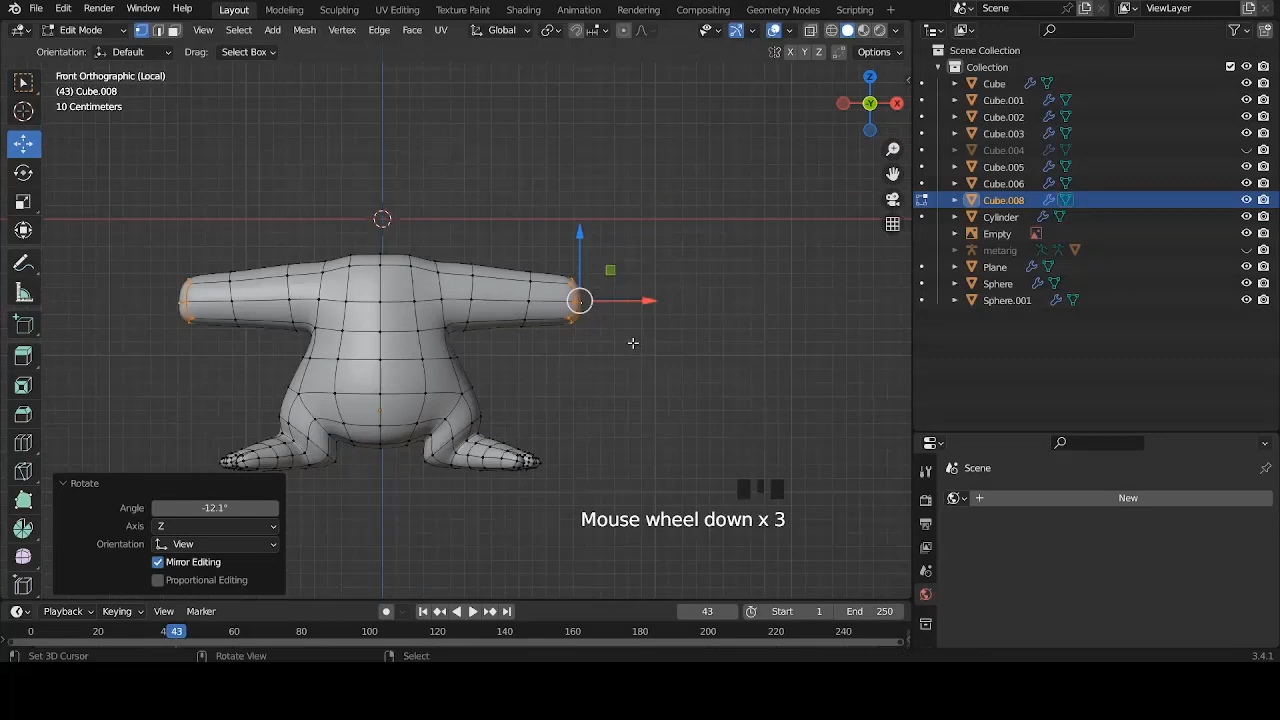 File Edit Render Window Help Layout Modeling Sculpting UV Editing Texture Paint Shading Animation Rendering Compositing Geometry Nodes Scripting + Scene ViewLayer
Edit Mode View Select Add Mesh Vertex Edge Face UV Global
Orientation: Default Drag: Select Box X Y Z Options
Front Orthographic (Local)
(43) Cube.008
10 Centimeters
Z
Y
X
Scene Collection
Collection
Cube
Cube.001
Cube.002
Cube.003
Cube.004
Cube.005
Cube.006
Cube.008
Cylinder
Empty
metarig
Plane
Sphere
Sphere.001
Scene
+ New
Rotate
Angle -12.1°
Axis Z
Orientation View
Mirror Editing
Proportional Editing
Mouse wheel down x 3
Playback Keying View Marker 43 Start 1 End 250
0 20 4 43 60 80 100 120 140 160 180 200 220 240
Set 3D Cursor Rotate View Select 3.4.1